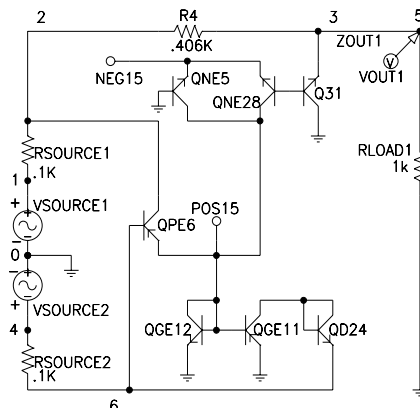 R4
2
3
5
.406K
ZOUT1
NEG15
QNE5
V
VOUT1
QNE28
Q31
RSOURCE1
.1K
RLOAD1
1k
1
+
VSOURCE1
POS15
QPE6
−
0
−
+
VSOURCE2
4
QGE12
QGE11
QD24
RSOURCE2
.1K
6